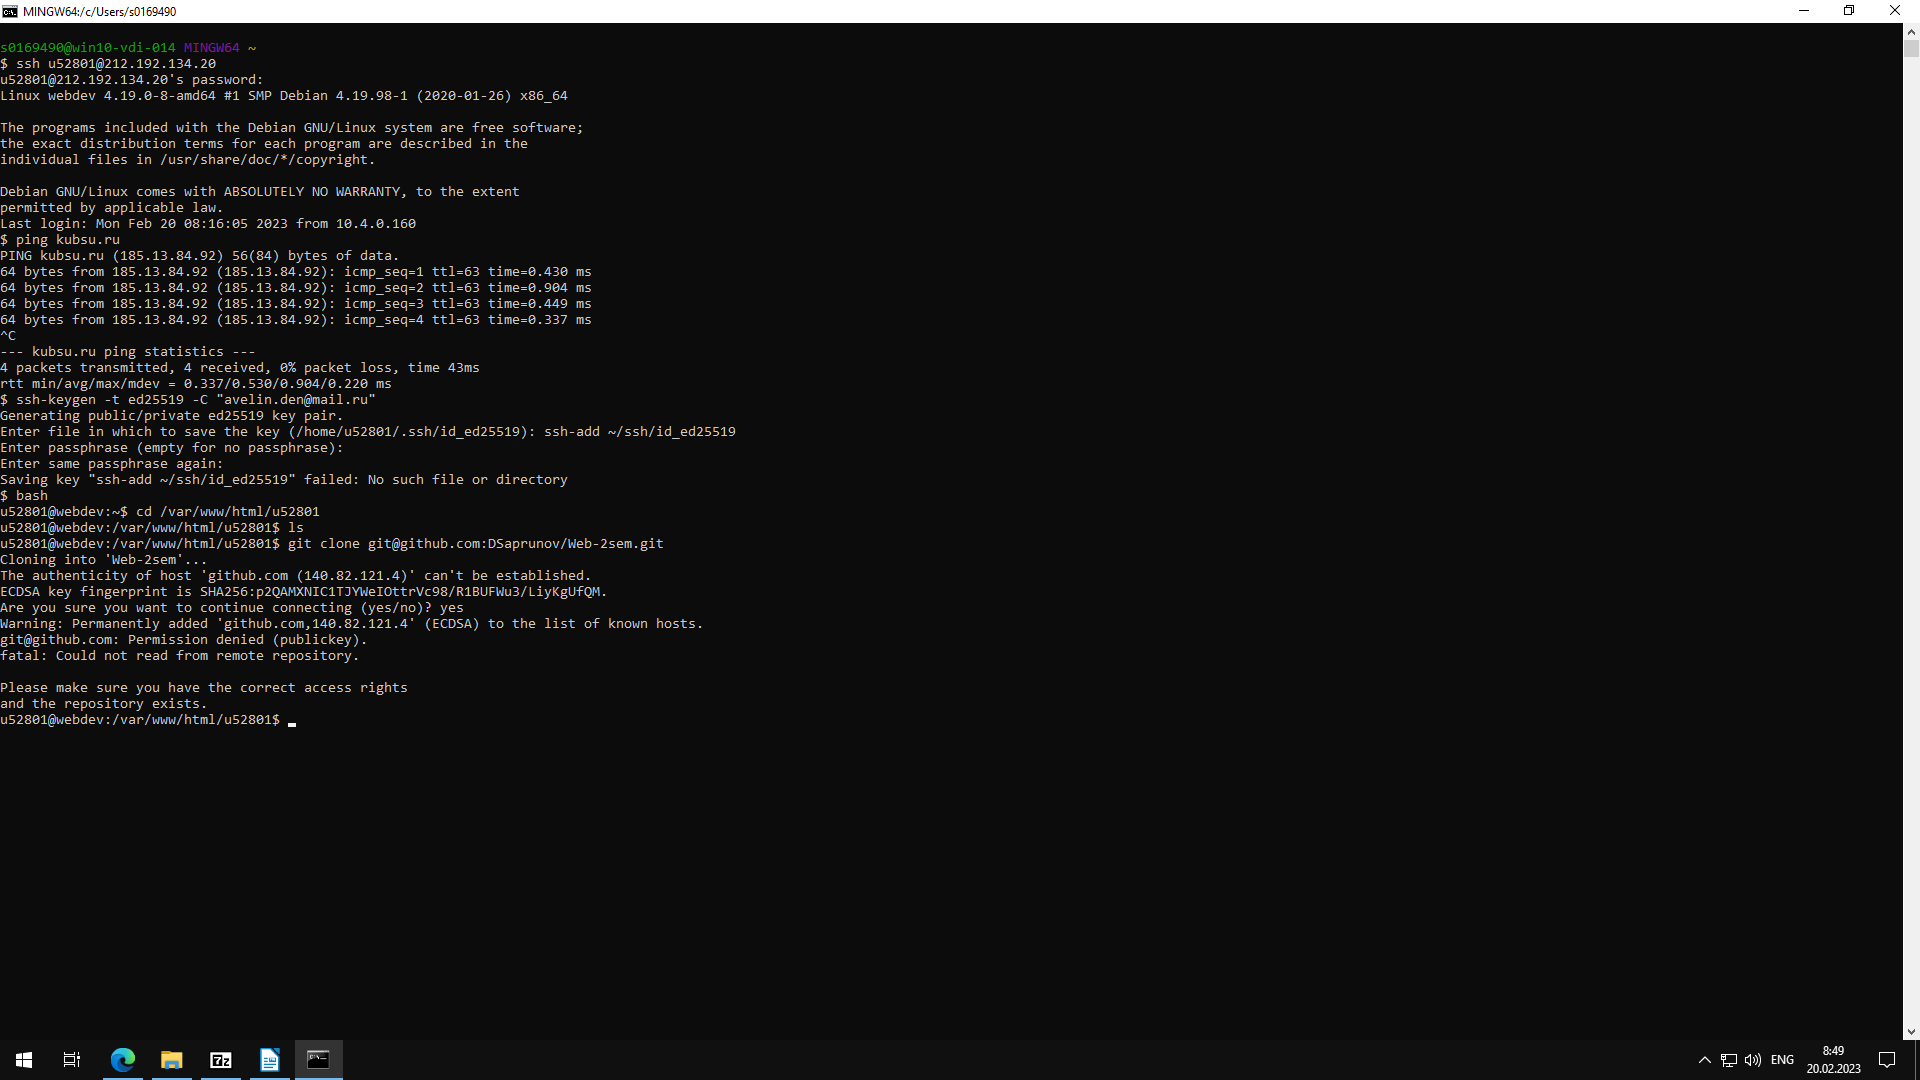 MINGW64:/c/Users/s0169490
s0169490@win10-vdi-014 MINGW64 ~
$ ssh u52801@212.192.134.20
u52801@212.192.134.20's password:
Linux webdev 4.19.0-8-amd64 #1 SMP Debian 4.19.98-1 (2020-01-26) x86_64
The programs included with the Debian GNU/Linux system are free software;
the exact distribution terms for each program are described in the
individual files in /usr/share/doc/*/copyright.
Debian GNU/Linux comes with ABSOLUTELY NO WARRANTY, to the extent
permitted by applicable law.
Last login: Mon Feb 20 08:16:05 2023 from 10.4.0.160
$ ping kubsu.ru
PING kubsu.ru (185.13.84.92) 56(84) bytes of data.
64 bytes from 185.13.84.92 (185.13.84.92): icmp_seq=1 ttl=63 time=0.430 ms
64 bytes from 185.13.84.92 (185.13.84.92): icmp_seq=2 ttl=63 time=0.904 ms
64 bytes from 185.13.84.92 (185.13.84.92): icmp_seq=3 ttl=63 time=0.449 ms
64 bytes from 185.13.84.92 (185.13.84.92): icmp_seq=4 ttl=63 time=0.337 ms
^C
--- kubsu.ru ping statistics ---
4 packets transmitted, 4 received, 0% packet loss, time 43ms
rtt min/avg/max/mdev = 0.337/0.530/0.904/0.220 ms
$ ssh-keygen -t ed25519 -C "avelin.den@mail.ru"
Generating public/private ed25519 key pair.
Enter file in which to save the key (/home/u52801/.ssh/id_ed25519): ssh-add ~/ssh/id_ed25519
Enter passphrase (empty for no passphrase):
Enter same passphrase again:
Saving key "ssh-add ~/ssh/id_ed25519" failed: No such file or directory
$ bash
u52801@webdev:~$ cd /var/www/html/u52801
u52801@webdev:/var/www/html/u52801$ ls
u52801@webdev:/var/www/html/u52801$ git clone git@github.com:DSaprunov/Web-2sem.git
Cloning into 'Web-2sem'...
The authenticity of host 'github.com (140.82.121.4)' can't be established.
ECDSA key fingerprint is SHA256:p2QAMXNIC1TJYWeIOttrVc98/R1BUFWu3/LiyKgUfQM.
Are you sure you want to continue connecting (yes/no)? yes
Warning: Permanently added 'github.com,140.82.121.4' (ECDSA) to the list of known hosts.
git@github.com: Permission denied (publickey).
fatal: Could not read from remote repository.
Please make sure you have the correct access rights
and the repository exists.
u52801@webdev:/var/www/html/u52801$
7z
ENG
8:49
20.02.2023